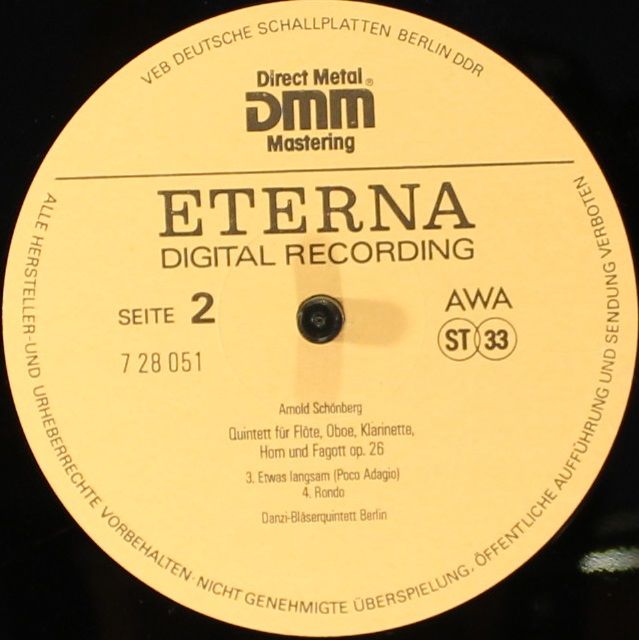 VEB DEUTSCHE SCHALLPLATTEN BERLIN DDR
Direct Metal®
DMM
Mastering
ETERNA
DIGITAL RECORDING
SEITE 2
AWA
7 28 051
ST 33
Arnold Schönberg
Quintett für Flöte, Oboe, Klarinette,
Horn und Fagott op. 26
3. Etwas langsam (Poco Adagio)
4. Rondo
Danzi-Bläserquintett Berlin
ALLE HERSTELLER- UND URHEBERRECHTE VORBEHALTEN · NICHT GENEHMIGTE ÜBERSPIELUNG, ÖFFENTLICHE AUFFÜHRUNG UND SENDUNG VERBOTEN